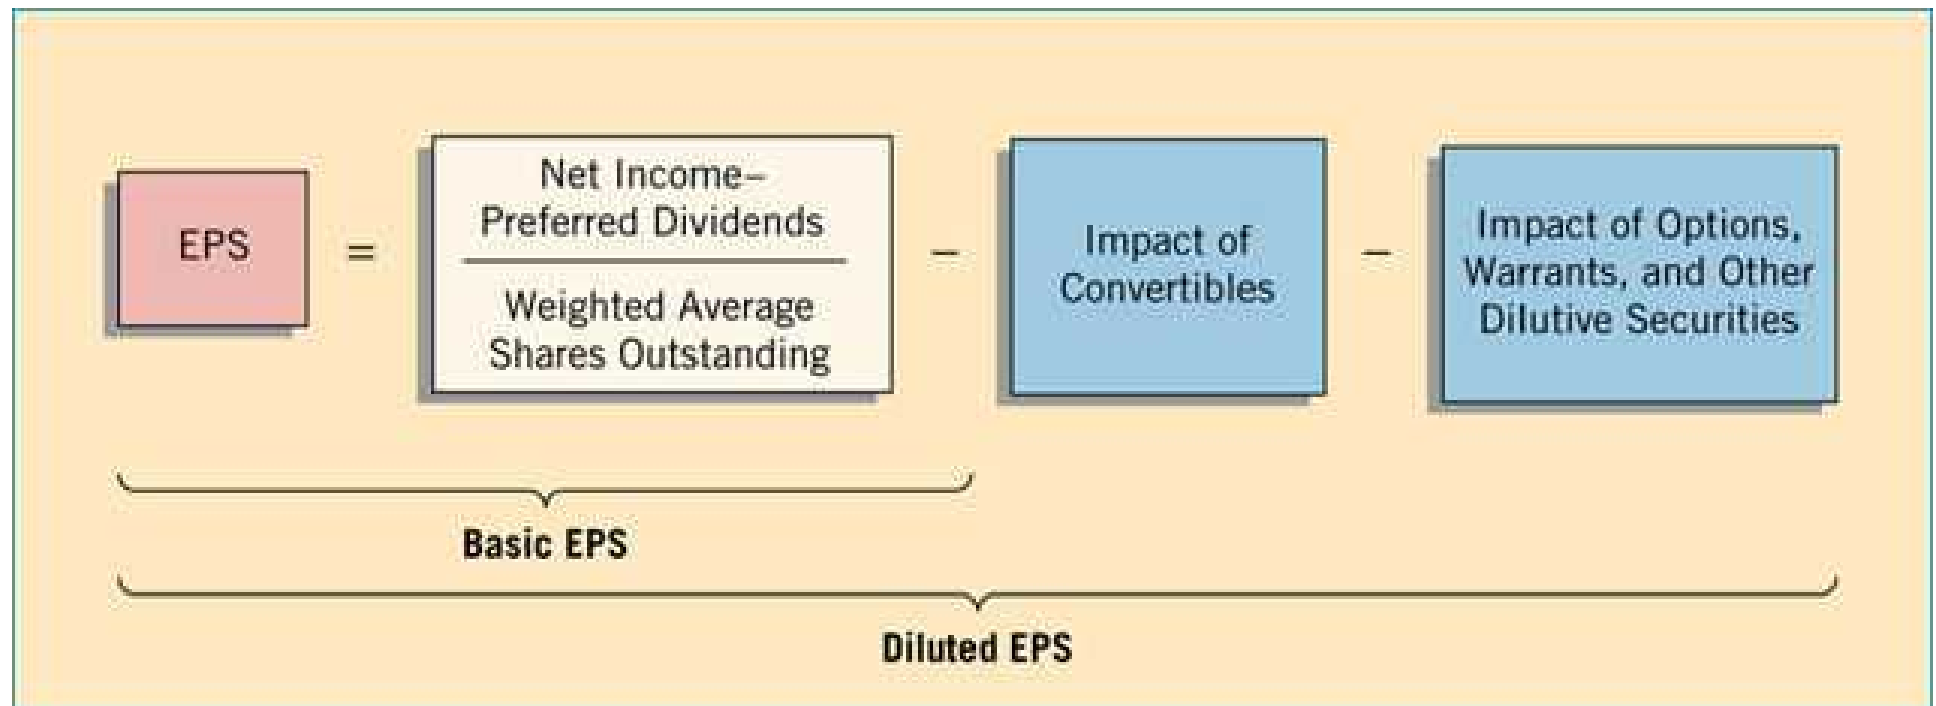 EPS
=
Net Income–
Preferred Dividends
Weighted Average
Shares Outstanding
–
Impact of
Convertibles
–
Impact of Options,
Warrants, and Other
Dilutive Securities
Basic EPS
Diluted EPS